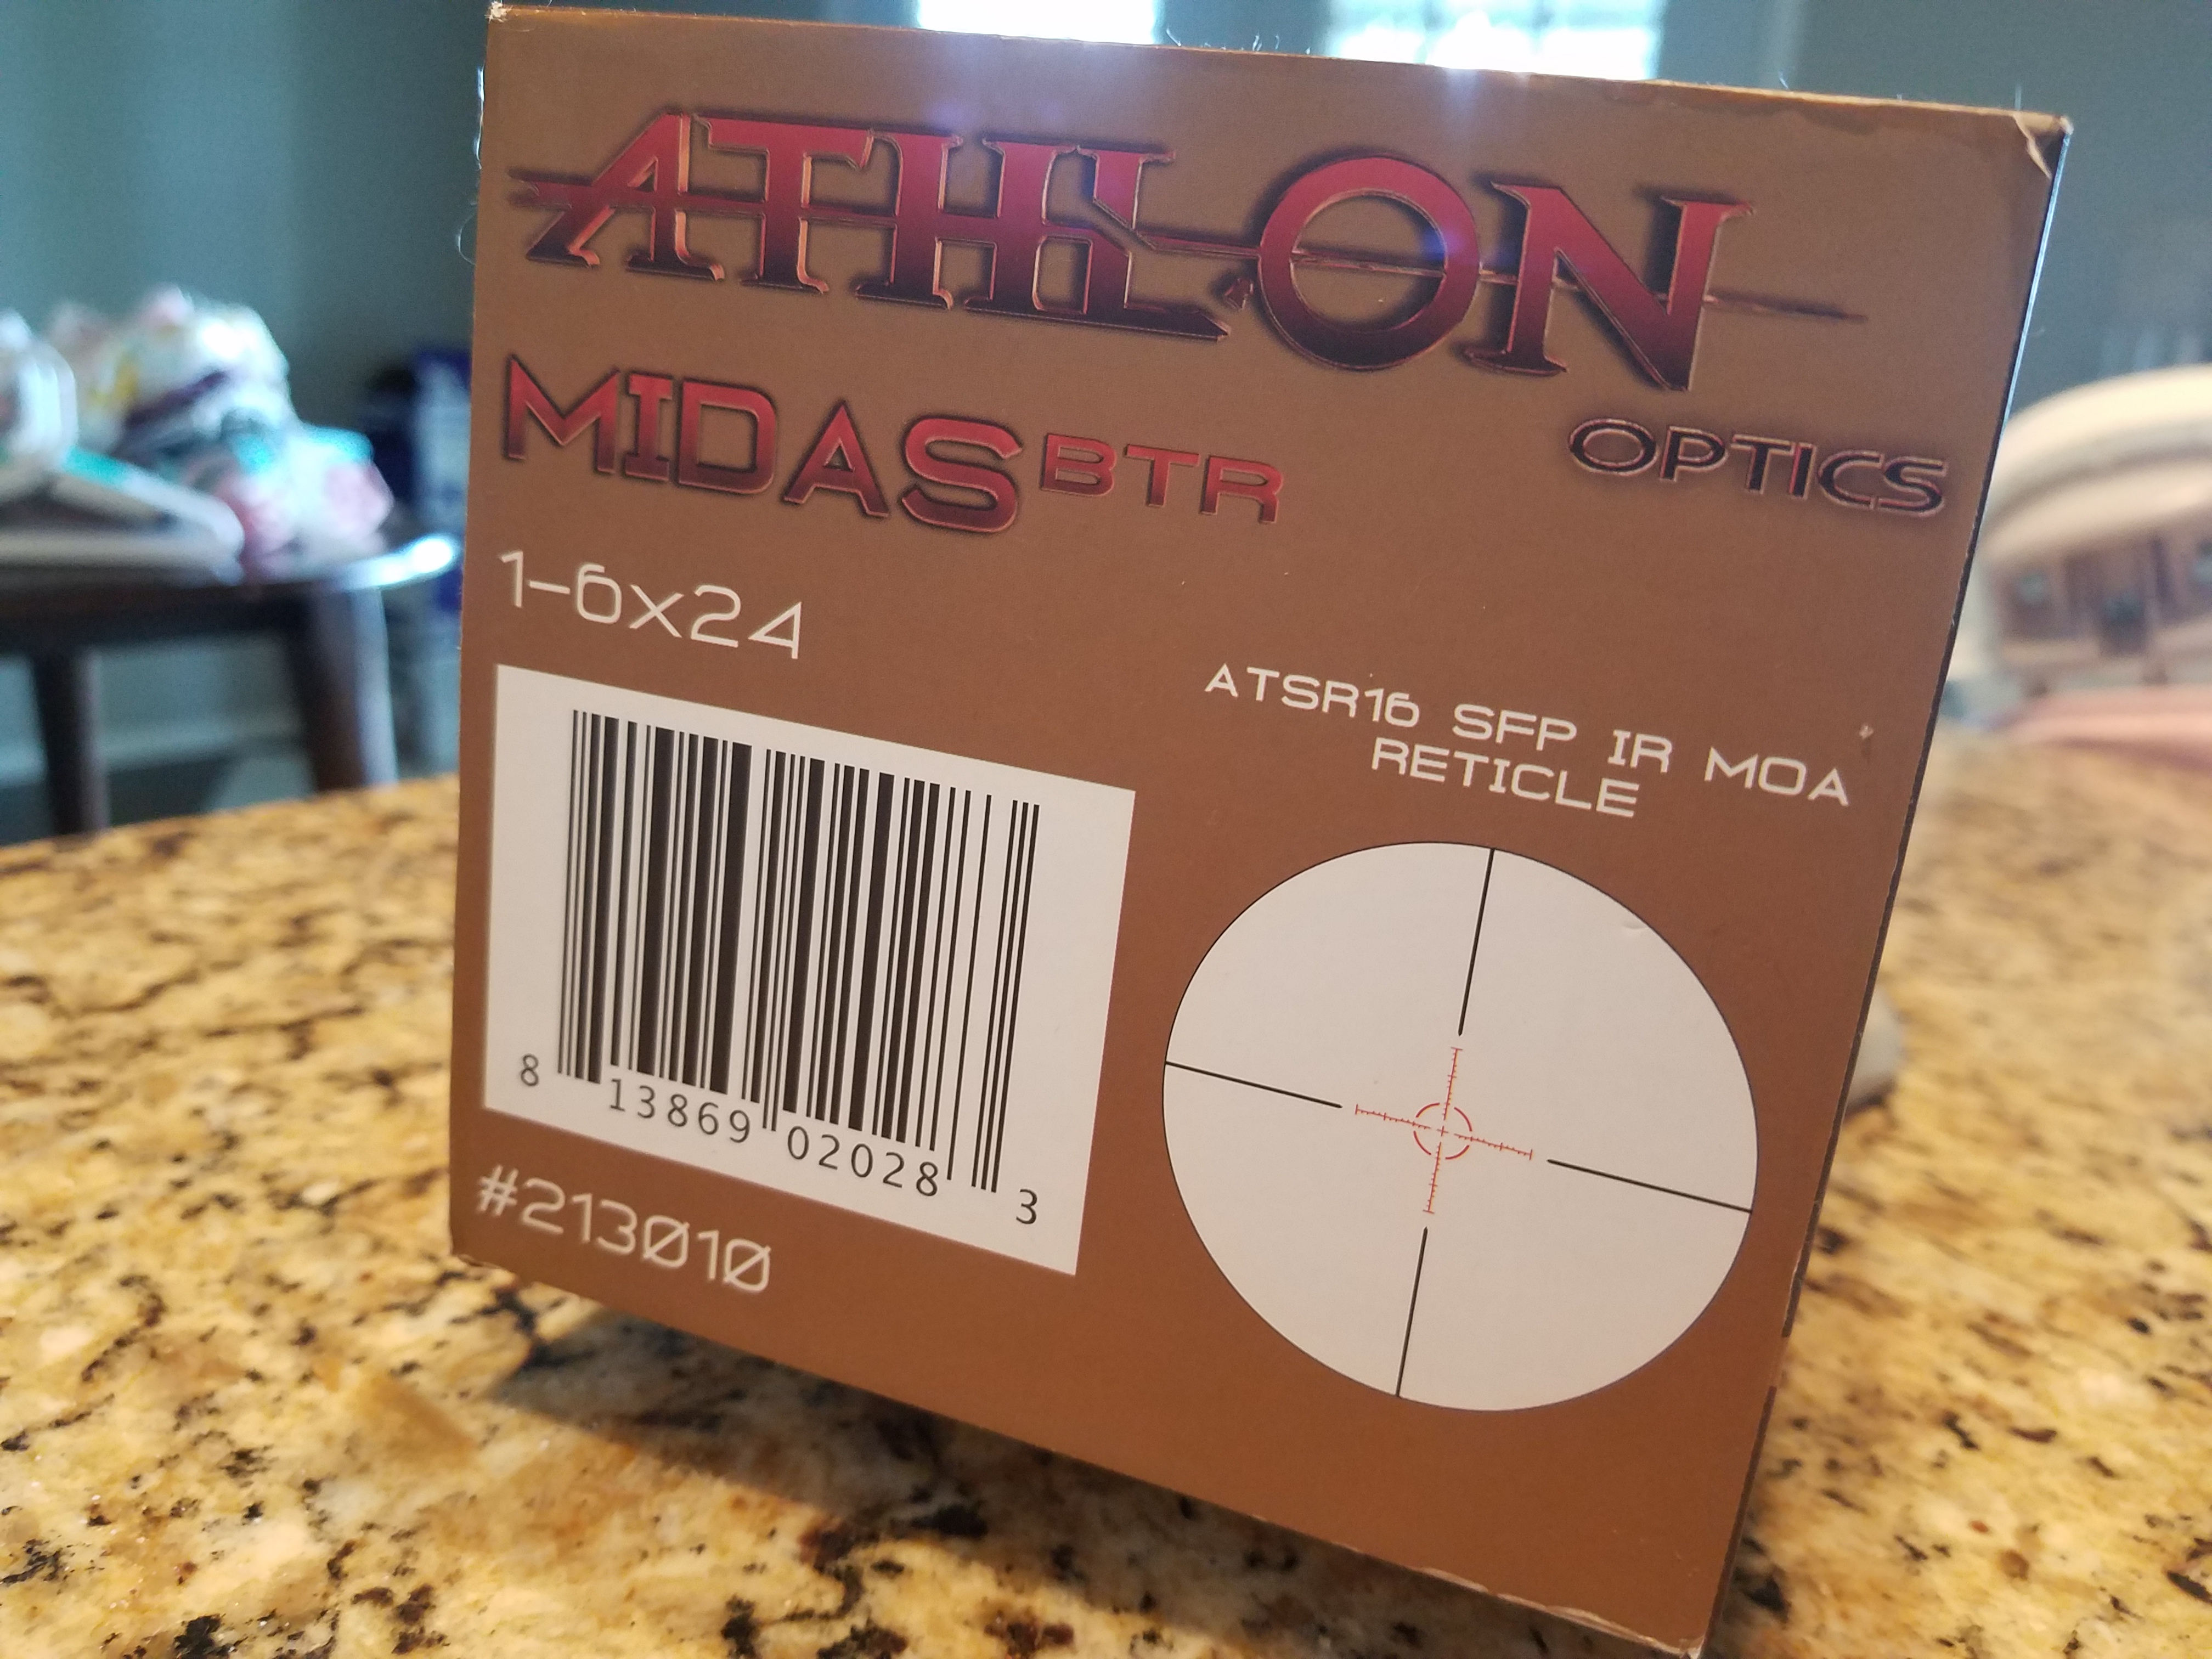 ATHLON
OPTICS
MIDAS BTR
1-6x24
ATSR16 SFP IR MOA
RETICLE
8 13869 02028 3
#213010